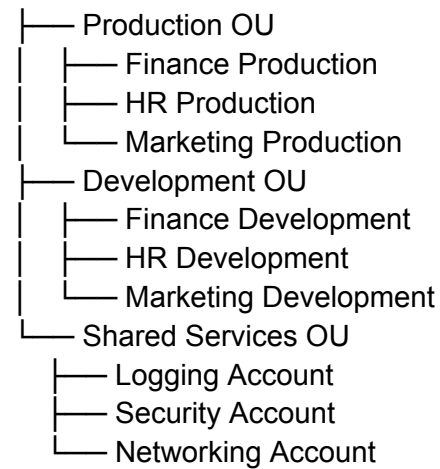 Production OU
Finance Production
HR Production
Marketing Production
Development OU
Finance Development
HR Development
Marketing Development
Shared Services OU
Logging Account
Security Account
Networking Account